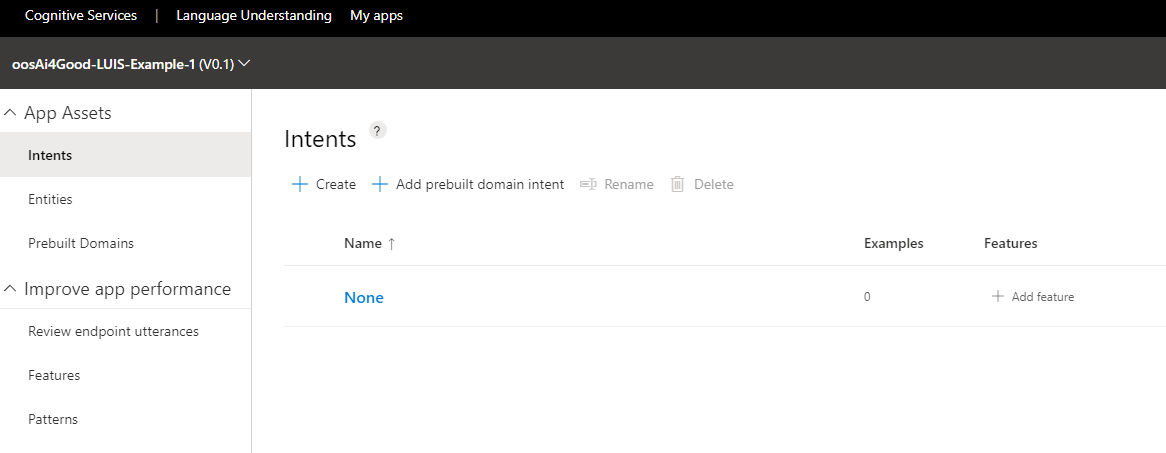 Cognitive Services | Language Understanding My apps
oosAi4Good-LUIS-Example-1 (V0.1)
App Assets
Intents
Entities
Prebuilt Domains
Improve app performance
Review endpoint utterances
Features
Patterns
Intents ?
+ Create + Add prebuilt domain intent Rename Delete
Name ↑ Examples Features
None 0 + Add feature